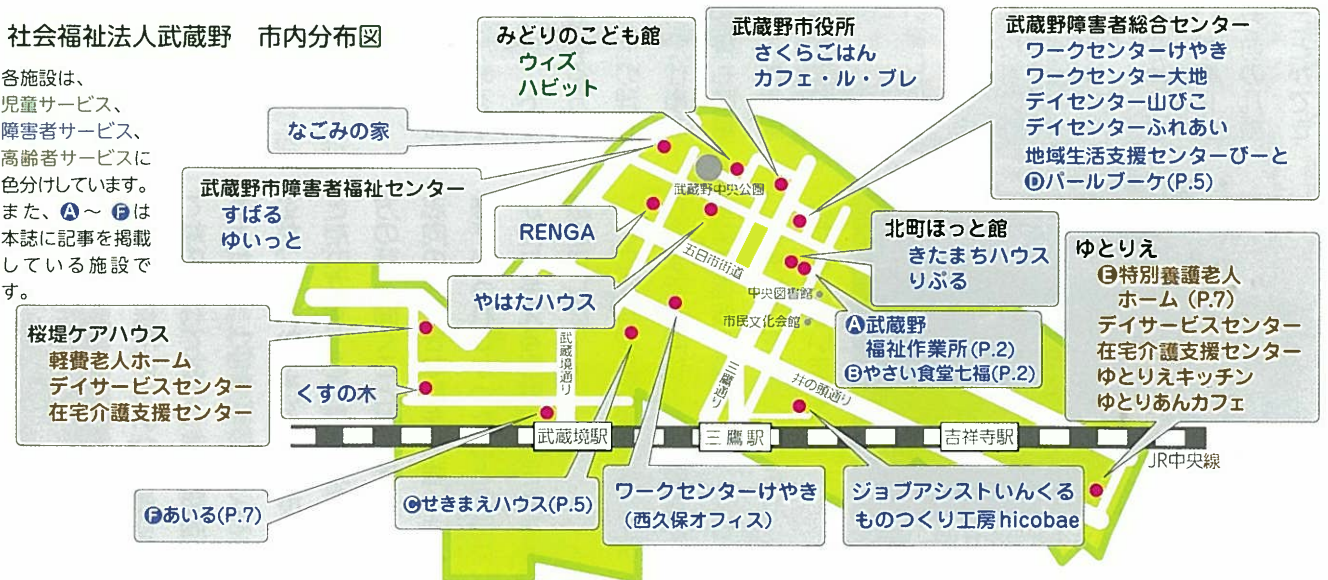 社会福祉法人武蔵野 市内分布図
各施設は、
児童サービス、
障害者サービス、
高齢者サービスに
色分けしています。
また、Ⓐ～Ⓕは
本誌に記事を掲載
している施設で
す。
みどりのこども館
ウィズ
ハビット
武蔵野市役所
さくらごはん
カフェ・ル・ブレ
武蔵野障害者総合センター
ワークセンターけやき
ワークセンター大地
デイセンター山びこ
デイセンターふれあい
地域生活支援センターびーと
Ⓓパールブーケ(P.5)
なごみの家
武蔵野市障害者福祉センター
すばる
ゆいっと
RENGA
やはたハウス
武蔵野中央公園
五日市街道
中央図書館
市民文化会館
北町ほっと館
きたまちハウス
りぷる
Ⓐ武蔵野
福祉作業所(P.2)
Ⓑやさい食堂七福(P.2)
ゆとりえ
Ⓔ特別養護老人
ホーム (P.7)
デイサービスセンター
在宅介護支援センター
ゆとりえキッチン
ゆとりあんカフェ
桜堤ケアハウス
軽費老人ホーム
デイサービスセンター
在宅介護支援センター
くすの木
武蔵境通り
三鷹通り
井の頭通り
武蔵境駅
三鷹駅
吉祥寺駅
JR中央線
Ⓕあいる(P.7)
Ⓒせきまえハウス(P.5)
ワークセンターけやき
(西久保オフィス)
ジョブアシストいんくる
ものつくり工房hicobae